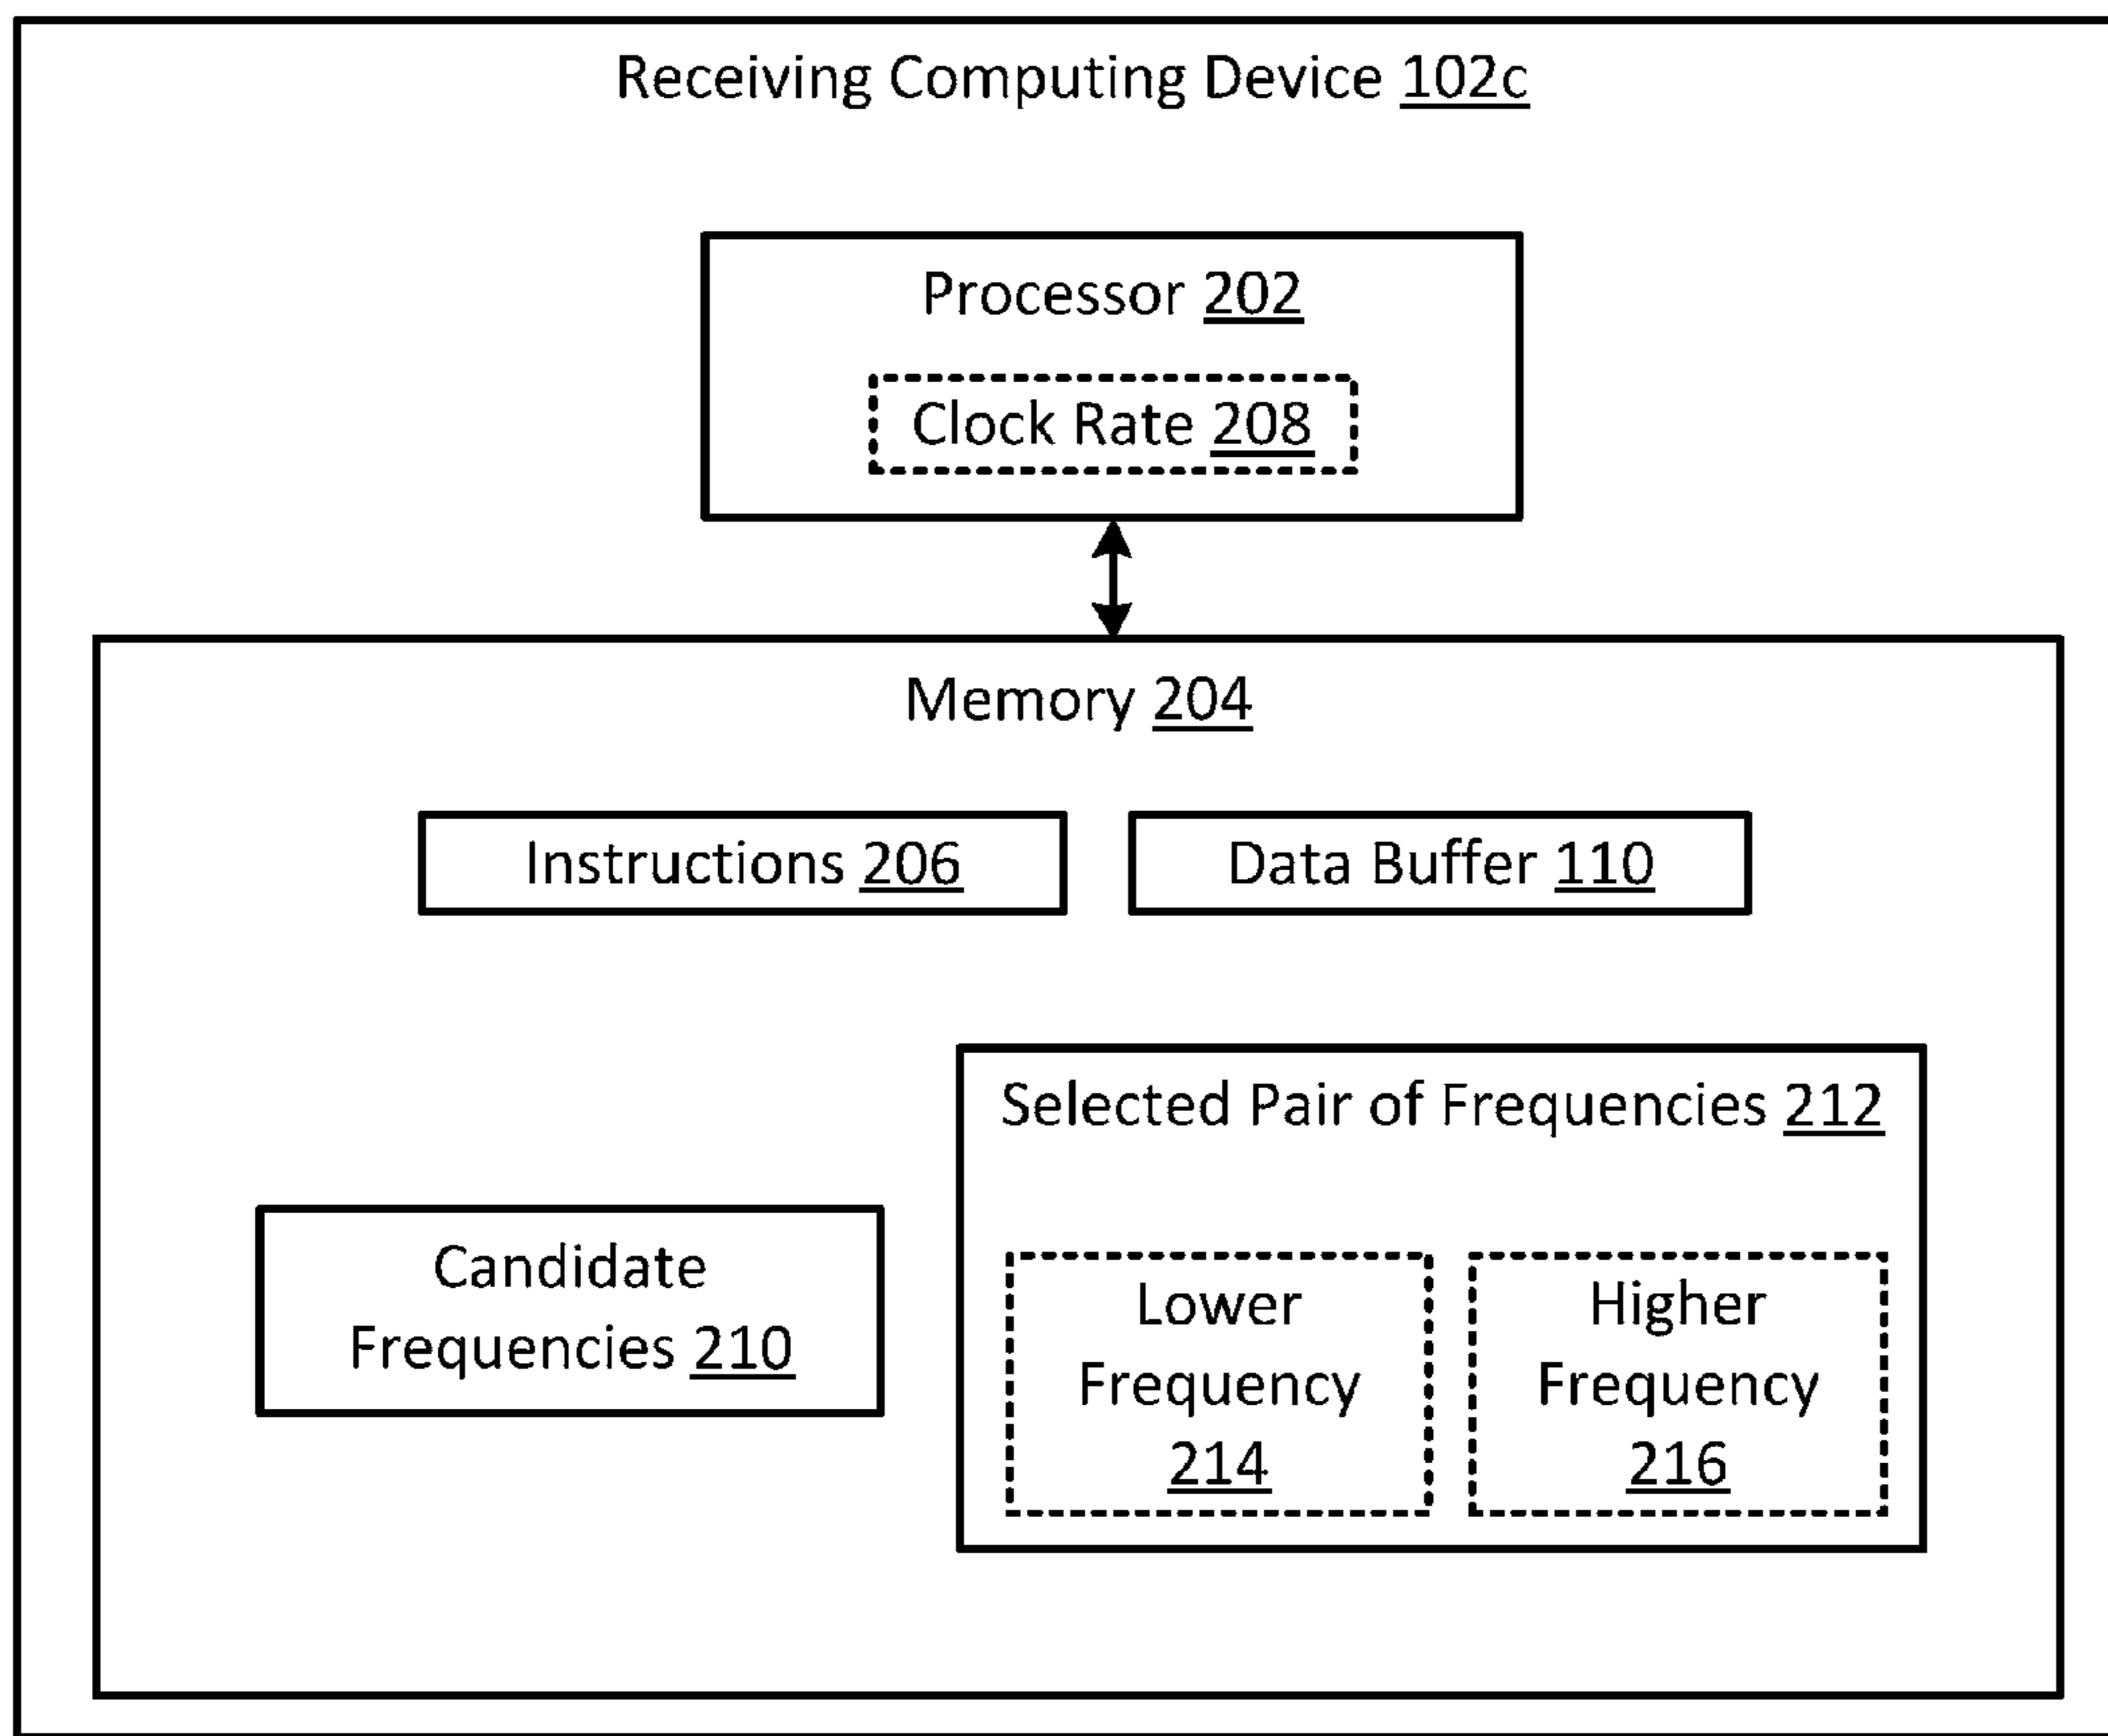 Receiving Computing Device 102c
Processor 202
Clock Rate 208
Memory 204
Instructions 206
Data Buffer 110
Selected Pair of Frequencies 212
Candidate
Frequencies 210
Lower
Frequency
214
Higher
Frequency
216